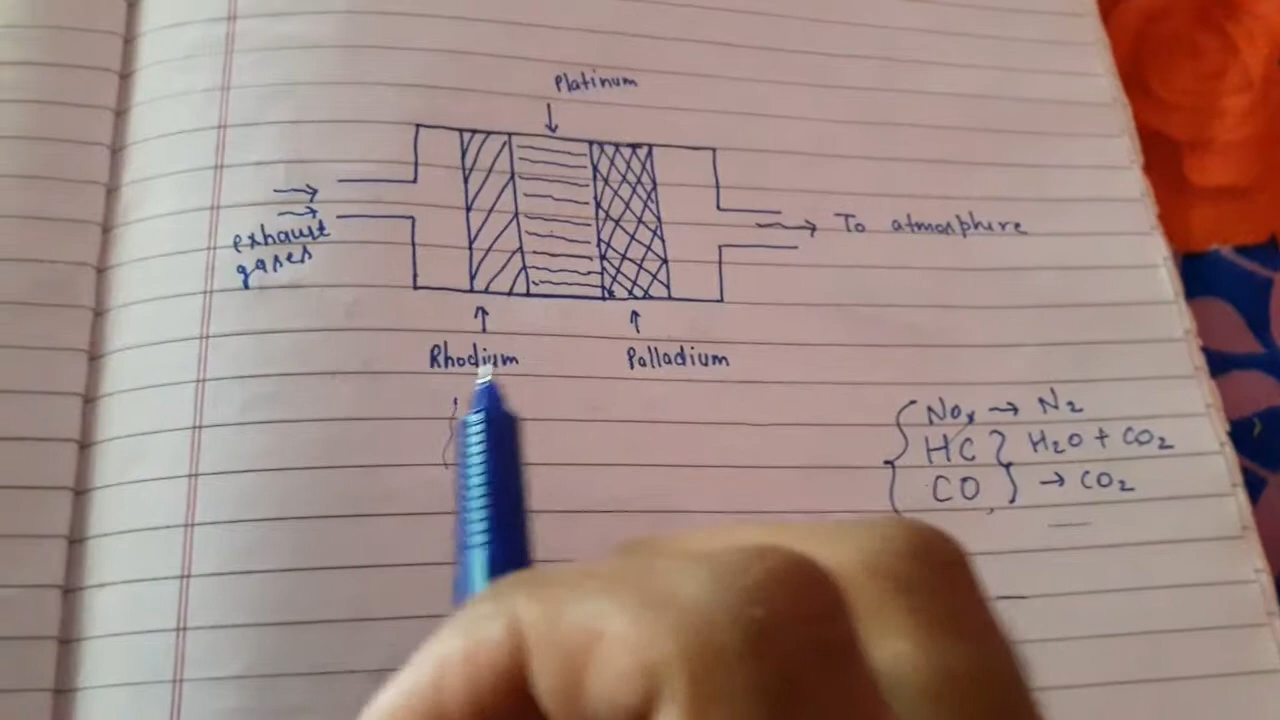 Platinum
exhaust
gases
To atmosphere
Rhodium
Palladium
NOx → N2
HC } H2O + CO2
CO } → CO2